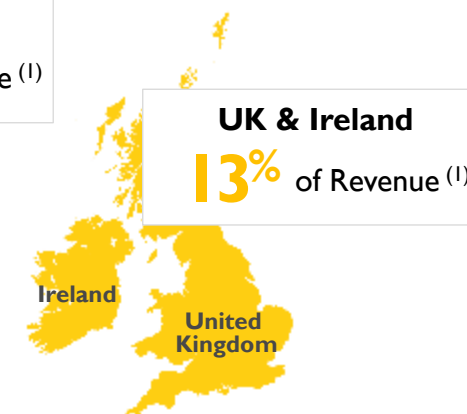 e (1)
UK & Ireland
13% of Revenue (1)
Ireland
United
Kingdom